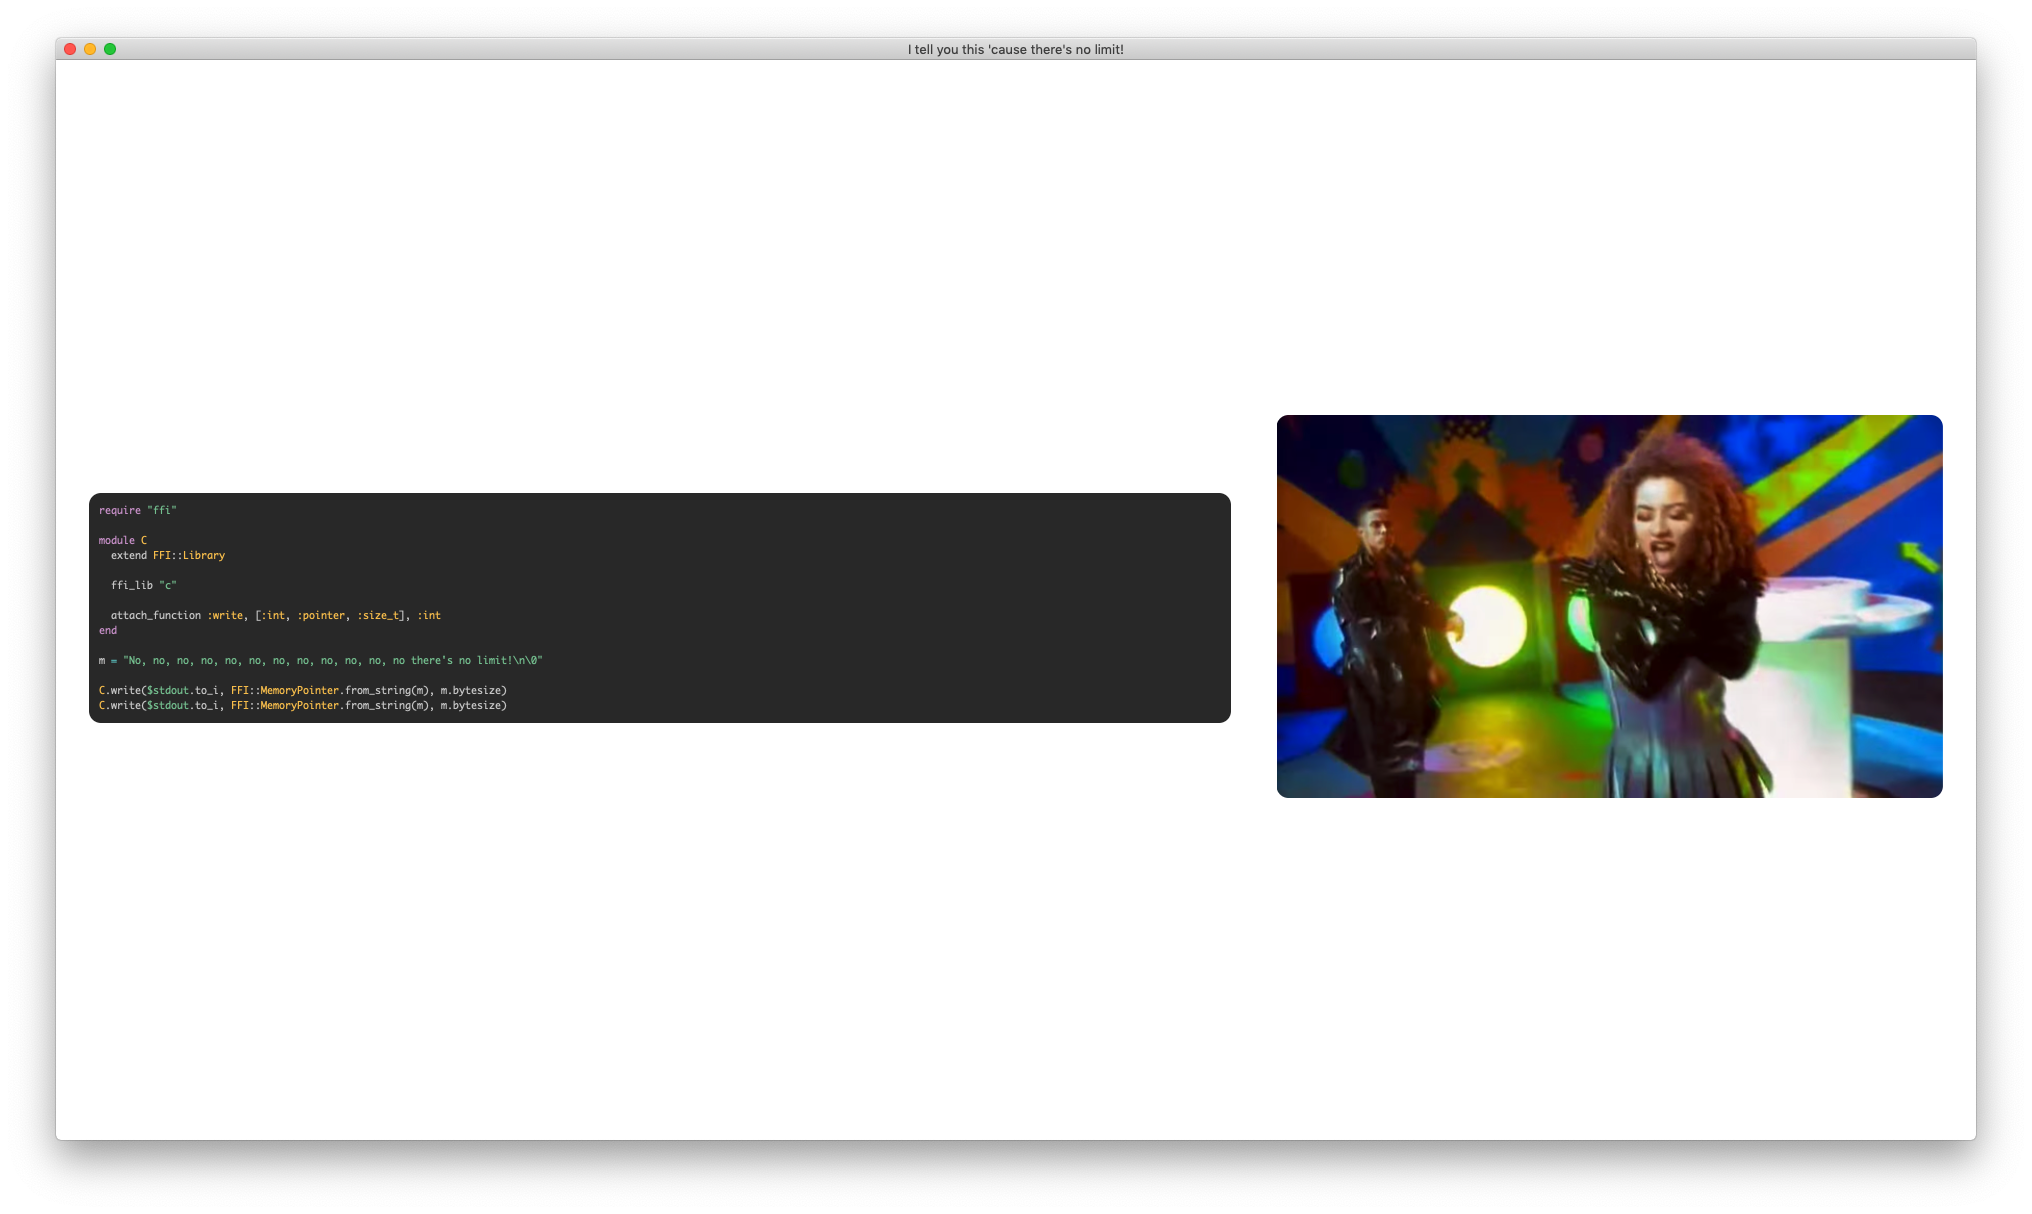 I tell you this 'cause there's no limit!
require "ffi"
module C
extend FFI::Library
ffi_lib "c"
attach_function :write, [:int, :pointer, :size_t], :int
end
m = "No, no, no, no, no, no, no, no, no, no, no, no there's no limit!\n\0"
C.write($stdout.to_i, FFI::MemoryPointer.from_string(m), m.bytesize)
C.write($stdout.to_i, FFI::MemoryPointer.from_string(m), m.bytesize)